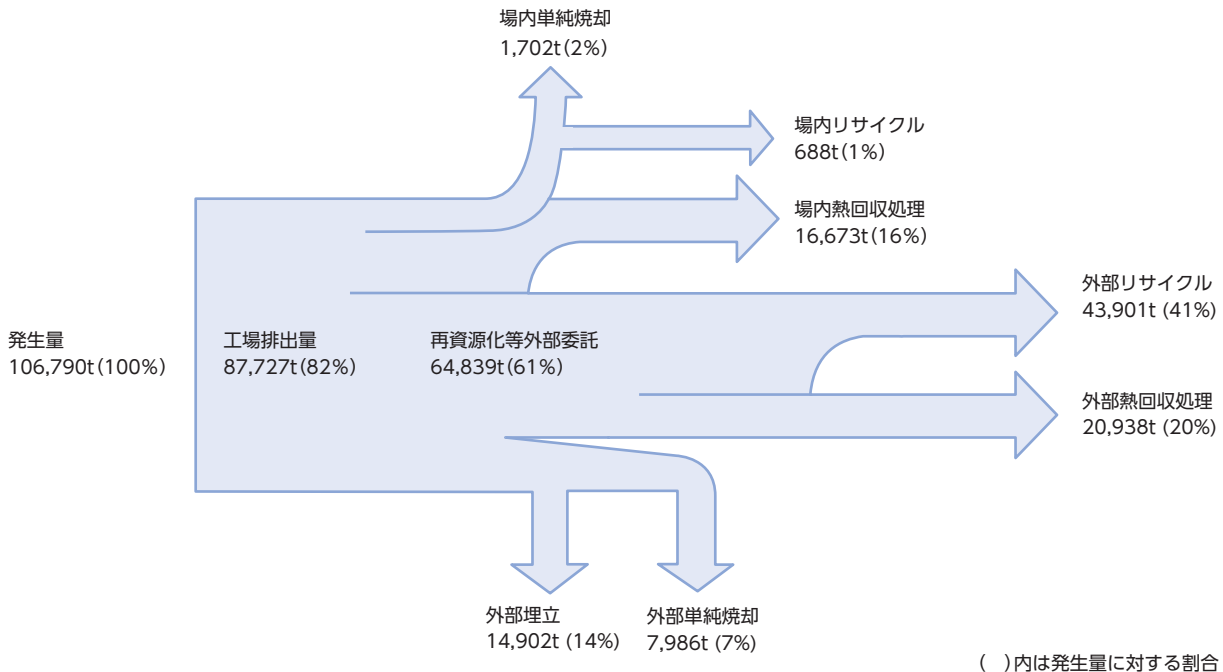 場内単純焼却
1,702t(2%)
場内リサイクル
688t(1%)
場内熱回収処理
16,673t(16%)
外部リサイクル
43,901t (41%)
発生量
106,790t(100%)
工場排出量
87,727t(82%)
再資源化等外部委託
64,839t(61%)
外部熱回収処理
20,938t (20%)
外部埋立
14,902t (14%)
外部単純焼却
7,986t (7%)
( )内は発生量に対する割合